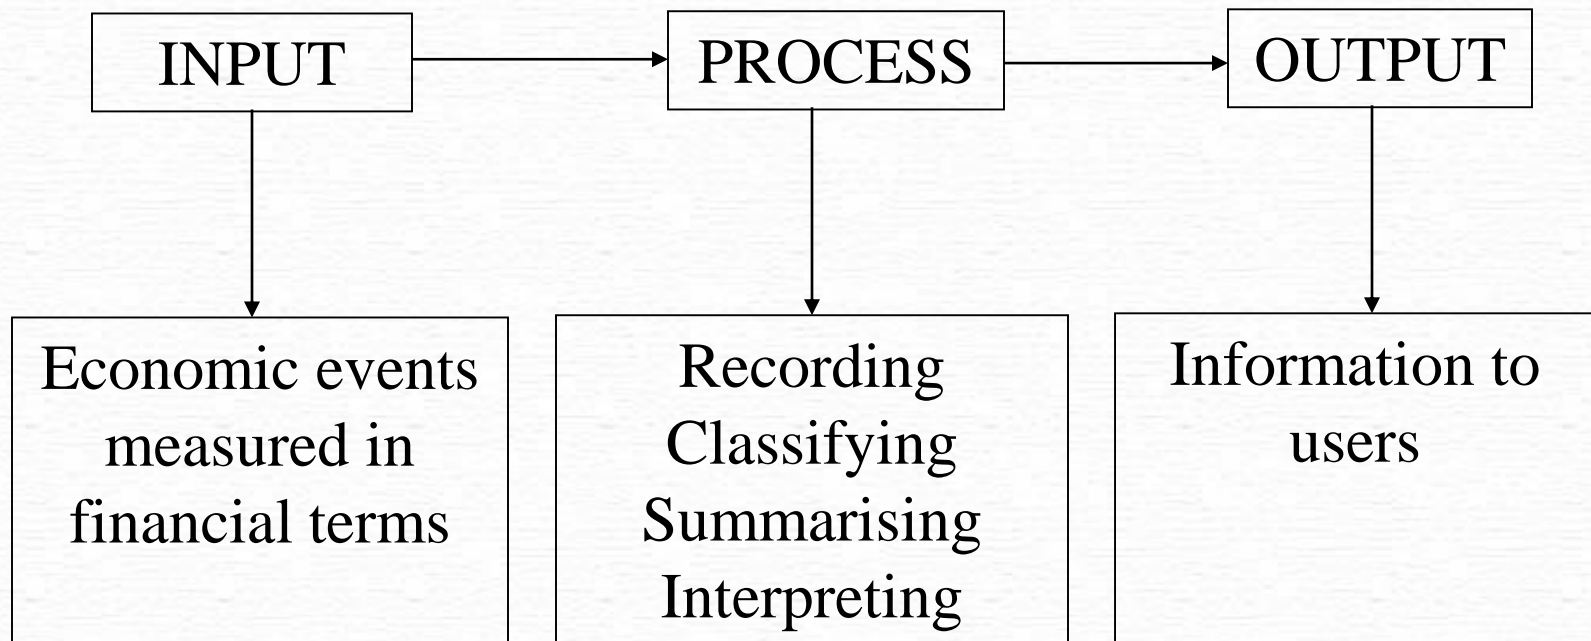 INPUT
PROCESS
OUTPUT
Economic events
measured in
financial terms
Recording
Classifying
Summarising
Interpreting
Information to
users